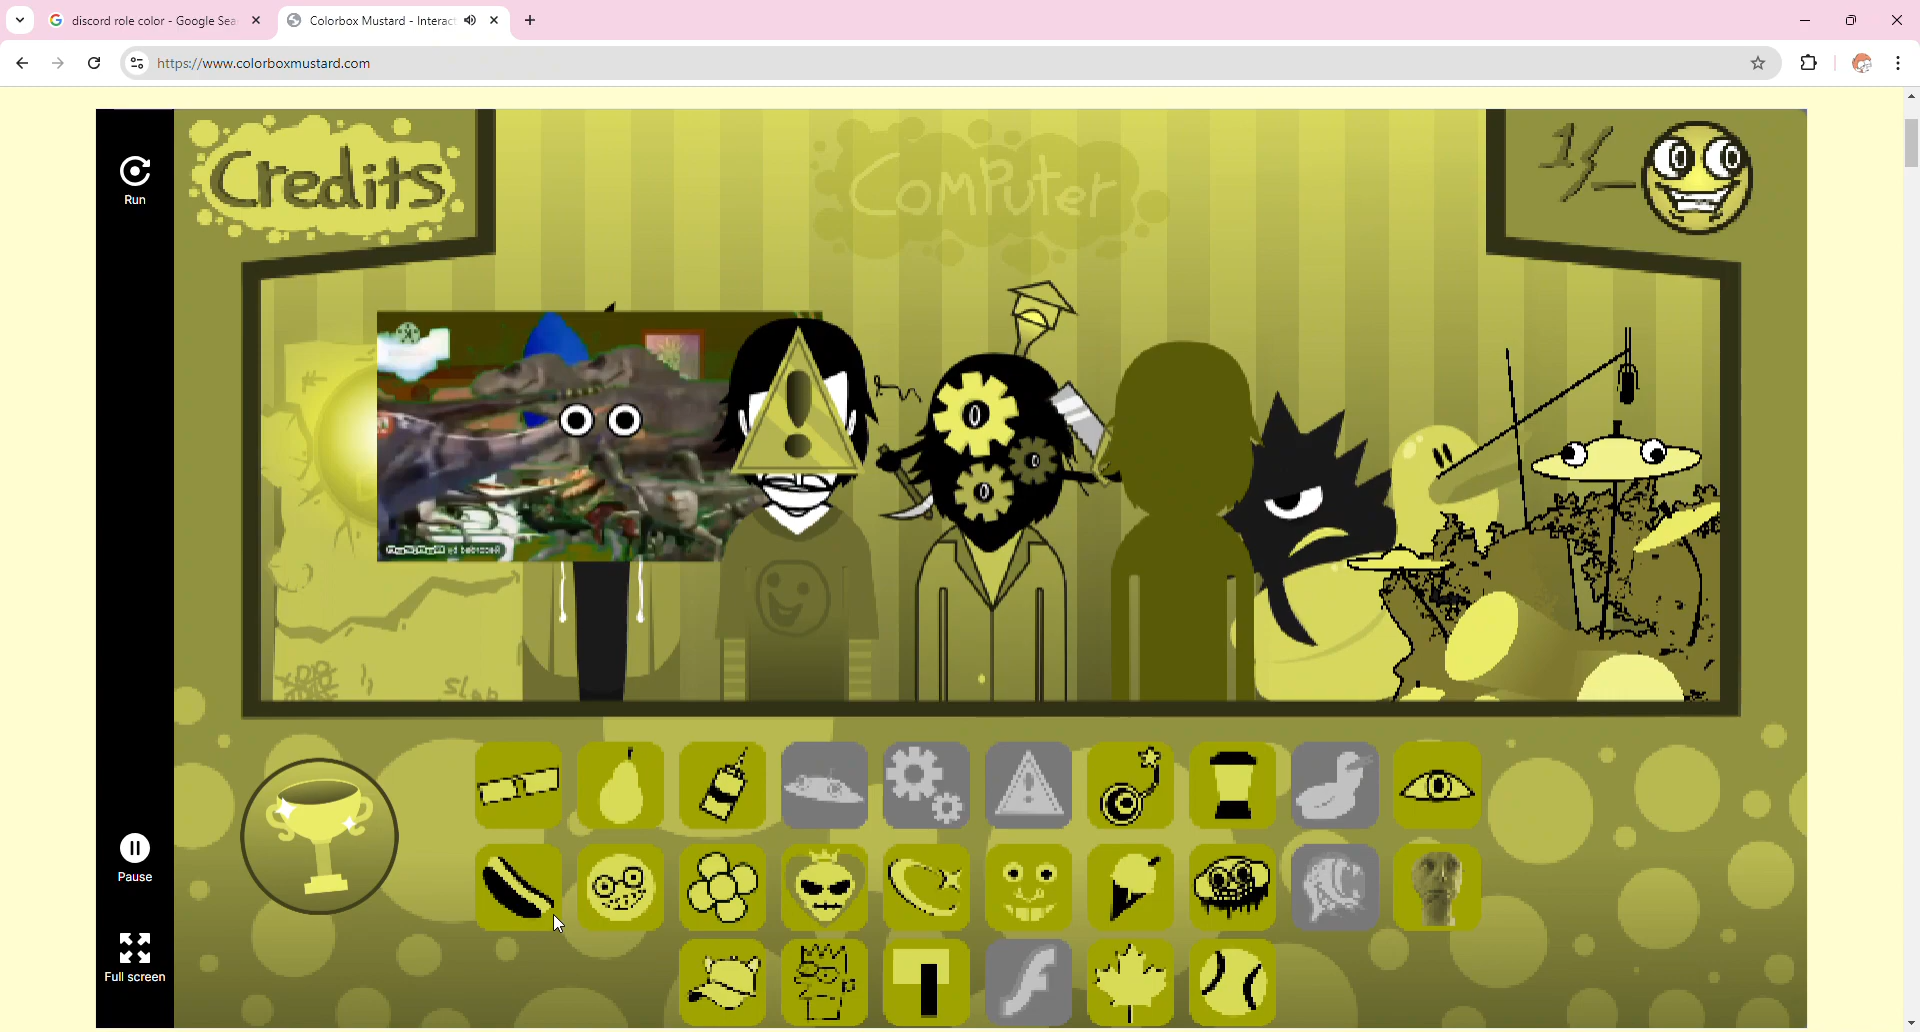 discord role color - Google Sea
Colorbox Mustard - Interact
https://www.colorboxmustard.com
Run
Credits
Computer
1/_
slap
Pause
Full screen